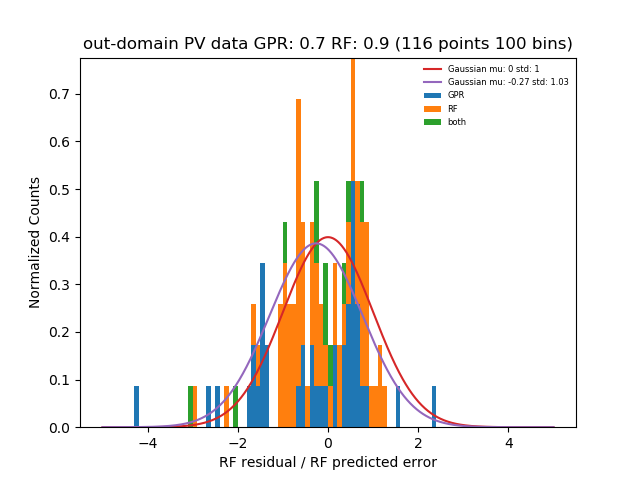 out-domain PV data GPR: 0.7 RF: 0.9 (116 points 100 bins)
Gaussian mu: 0 std: 1
Gaussian mu: -0.27 std: 1.03
GPR
RF
both
0.7
0.6
0.5
0.4
0.3
0.2
0.1
0.0
Normalized Counts
−4 −2 0 2 4
RF residual / RF predicted error